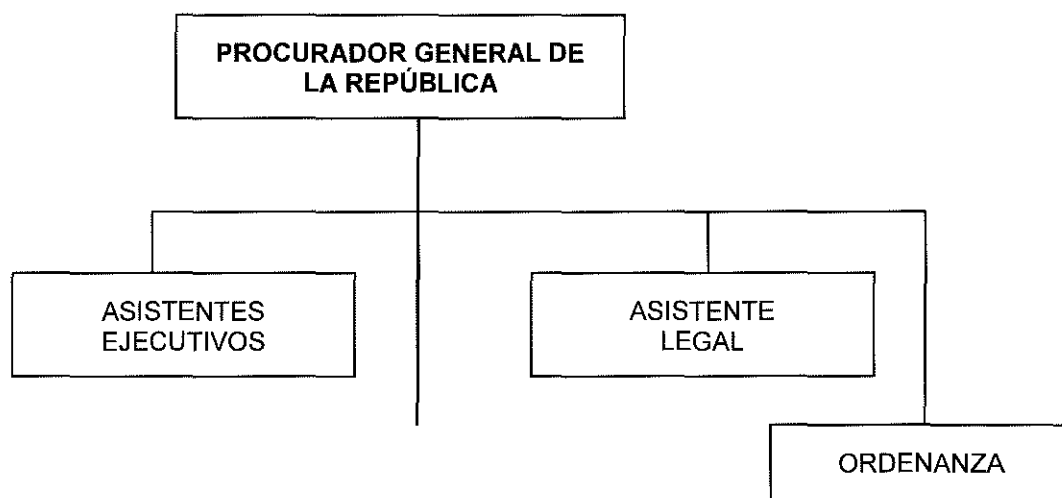 PROCURADOR GENERAL DE
LA REPÚBLICA
ASISTENTES
EJECUTIVOS
ASISTENTE
LEGAL
ORDENANZA